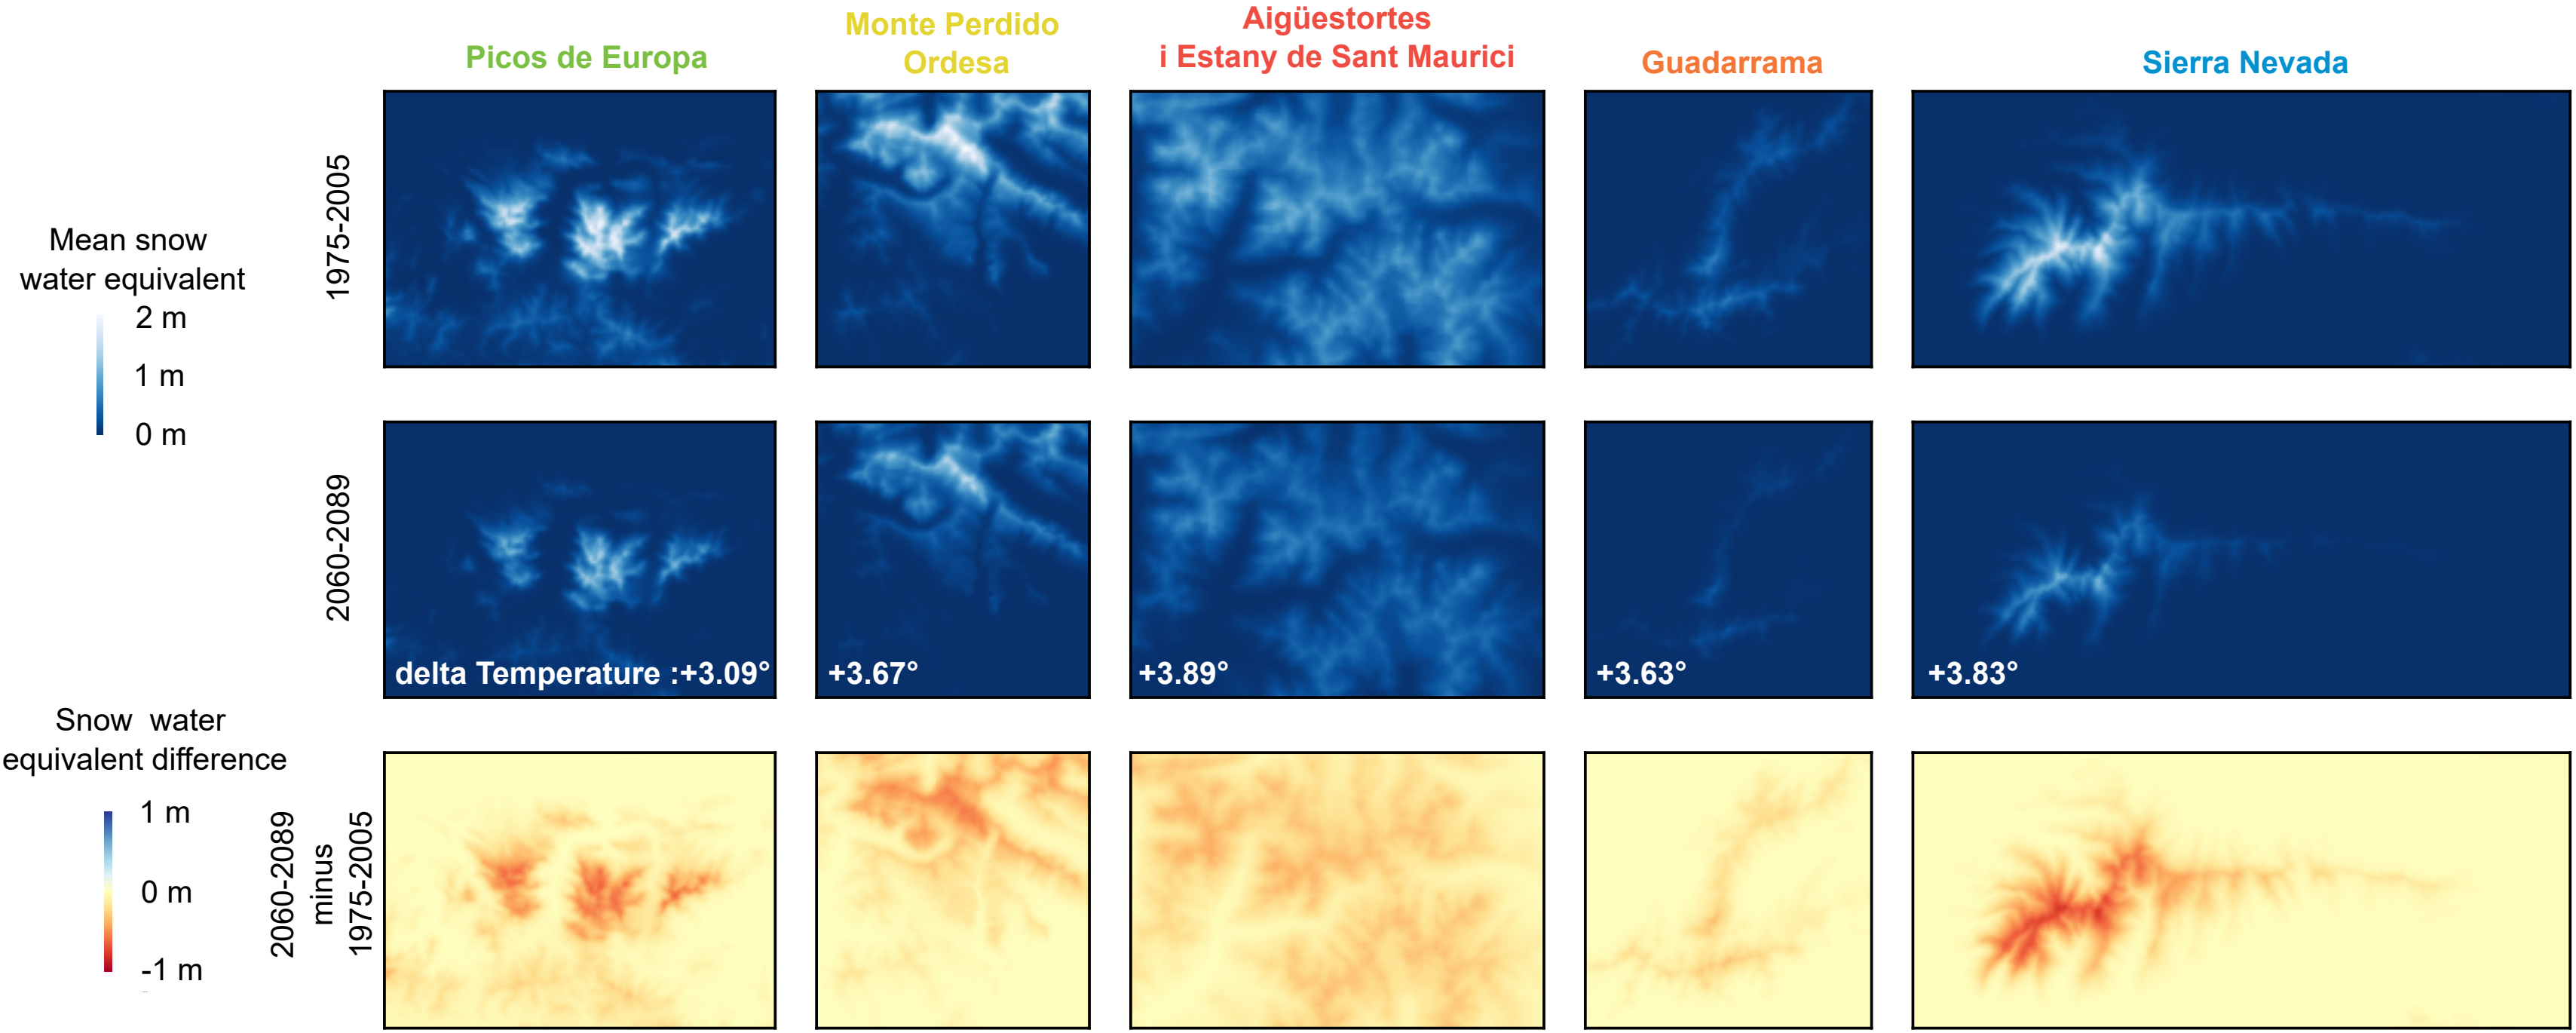 Picos de Europa
Monte Perdido
Ordesa
Aigüestortes
i Estany de Sant Maurici
Guadarrama
Sierra Nevada
1975-2005
Mean snow
water equivalent
2 m
1 m
0 m
2060-2089
delta Temperature :+3.09°
+3.67°
+3.89°
+3.63°
+3.83°
Snow  water
equivalent difference
1 m
0 m
-1 m
2060-2089
minus
1975-2005